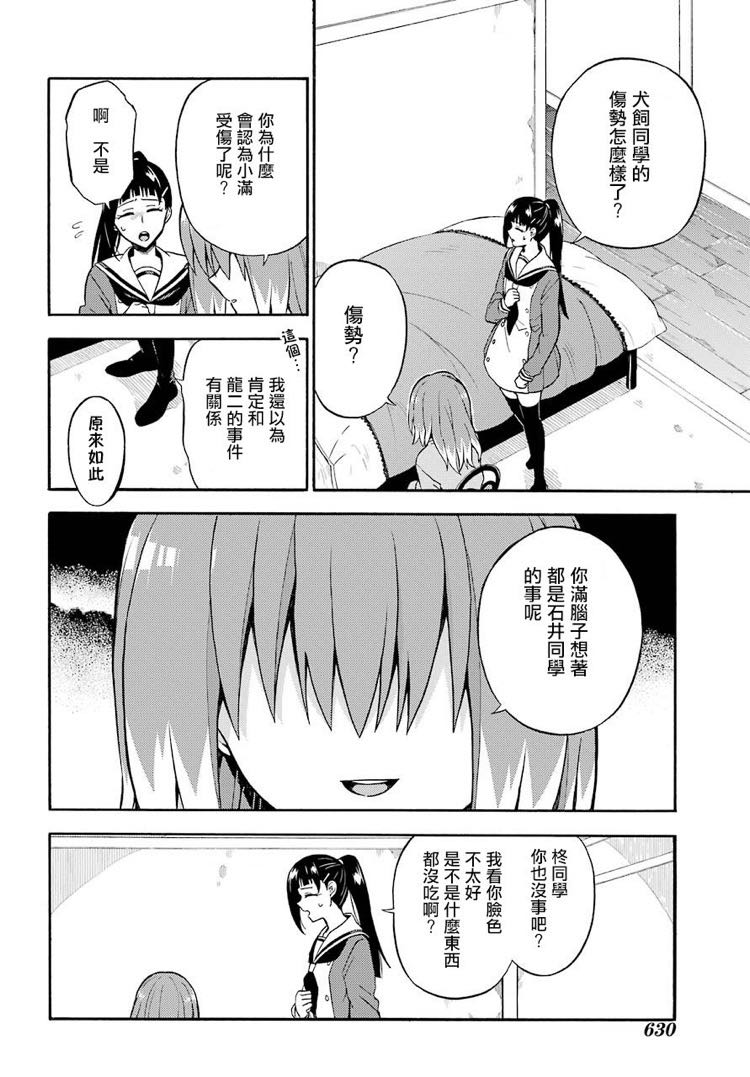 犬飼同學的
傷勢怎麼樣了？
傷勢？
你為什麼
會認為小滿
受傷了呢？
啊
不是
這個…
我還以為
肯定和
龍二的事件
有關係
原來如此
你滿腦子想著
都是石井同學
的事呢
柊同學
你也沒事吧？
我看你臉色
不太好
是不是什麼東西
都沒吃啊？
630